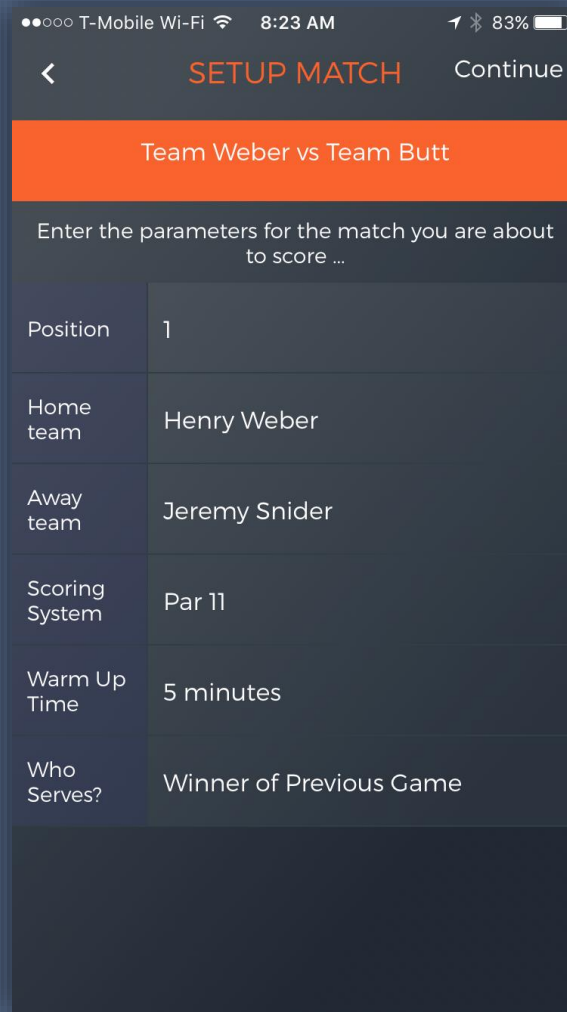 T-Mobile Wi-Fi 8:23 AM 83%
SETUP MATCH Continue
Team Weber vs Team Butt
Enter the parameters for the match you are about
to score ...
Position 1
Home
team
Henry Weber
Away
team
Jeremy Snider
Scoring
System
Par 11
Warm Up
Time
5 minutes
Who
Serves?
Winner of Previous Game